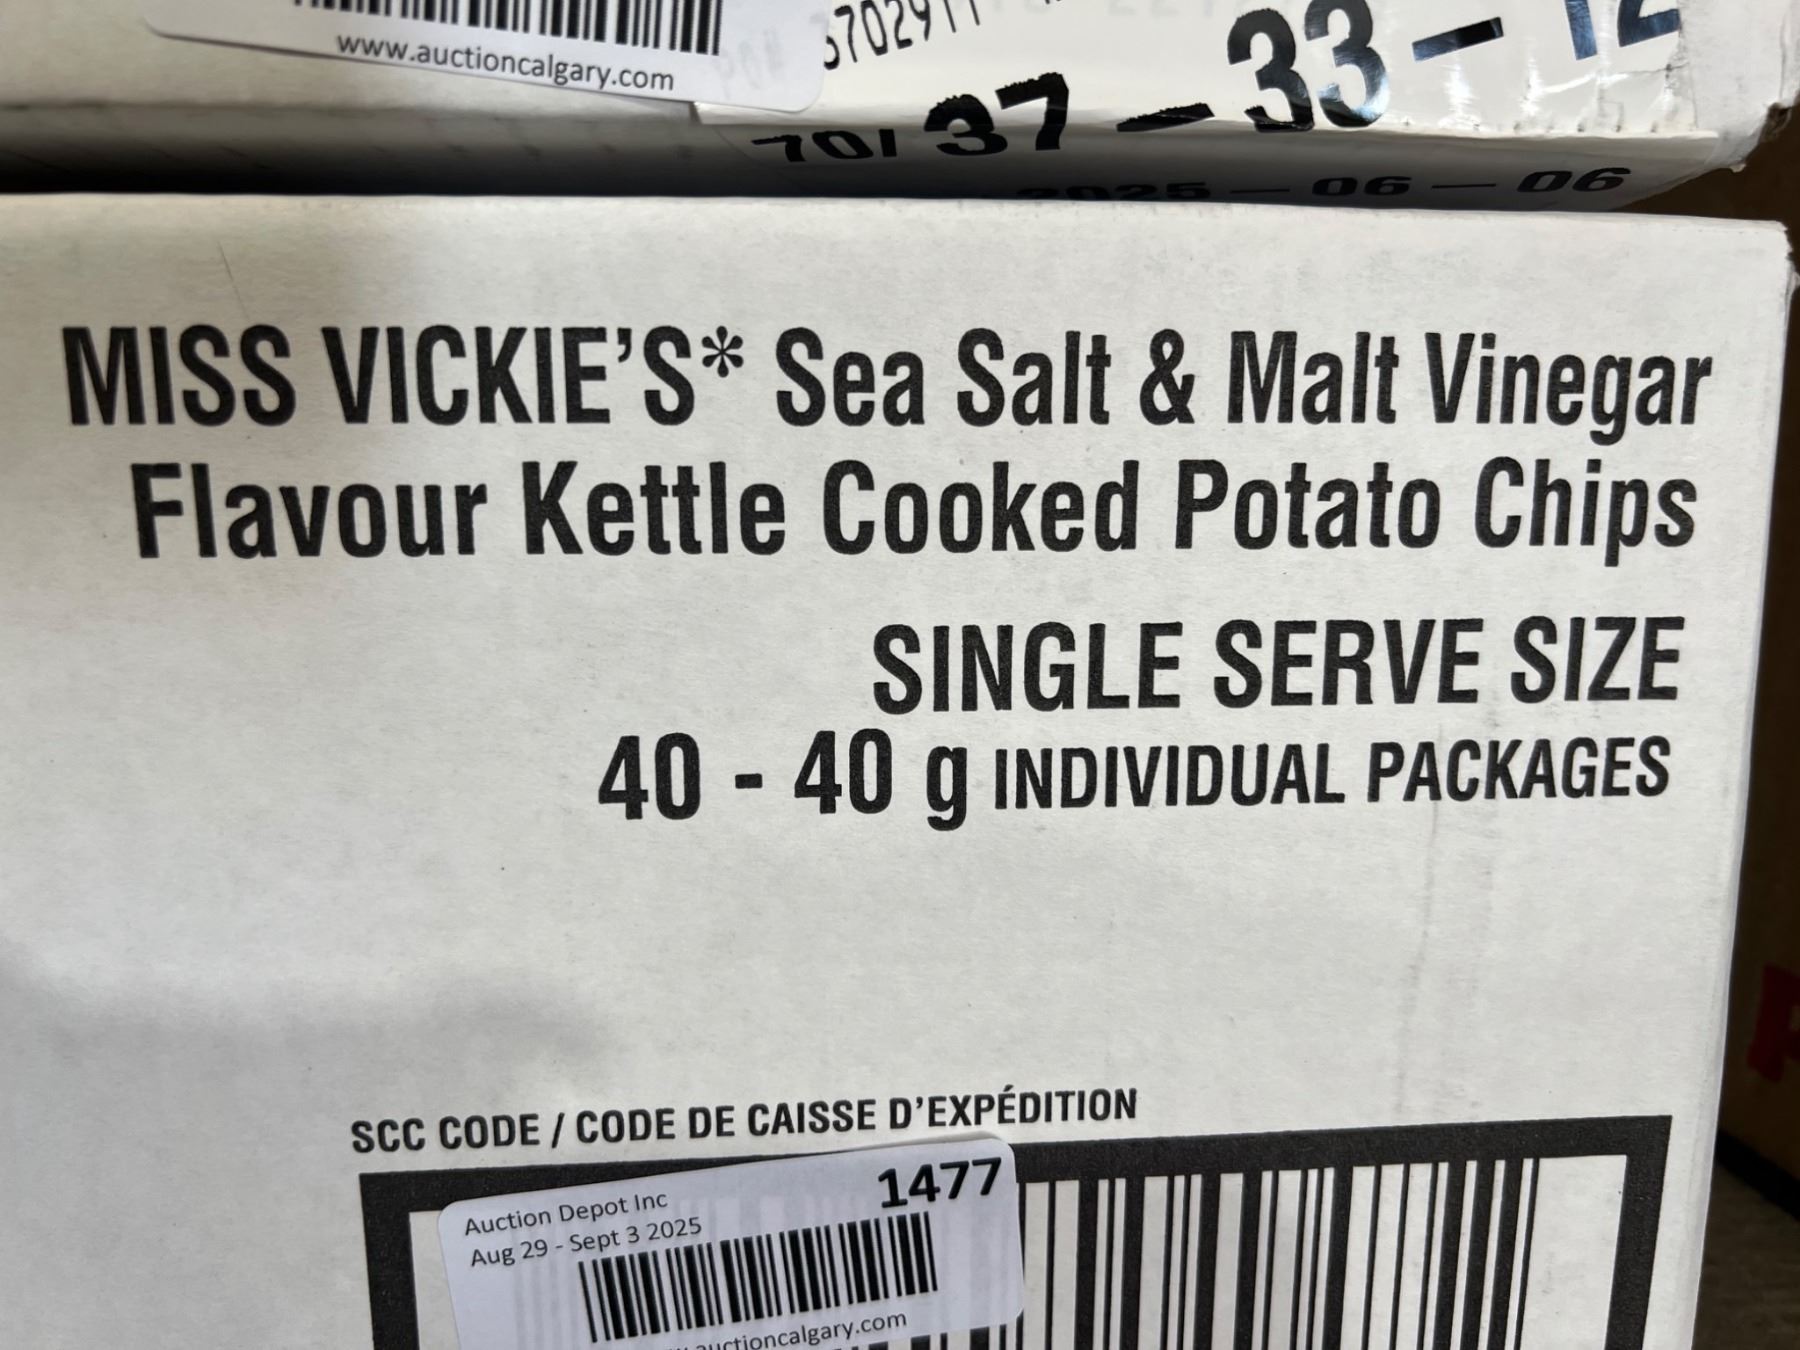 www.auctioncalgary.com
70137-33-12
2025-06-06
MISS VICKIE'S* Sea Salt & Malt Vinegar
Flavour Kettle Cooked Potato Chips
SINGLE SERVE SIZE
40 - 40 g INDIVIDUAL PACKAGES
SCC CODE / CODE DE CAISSE D'EXPÉDITION
1477
Auction Depot Inc
Aug 29 - Sept 3 2025
auctioncalgary.com